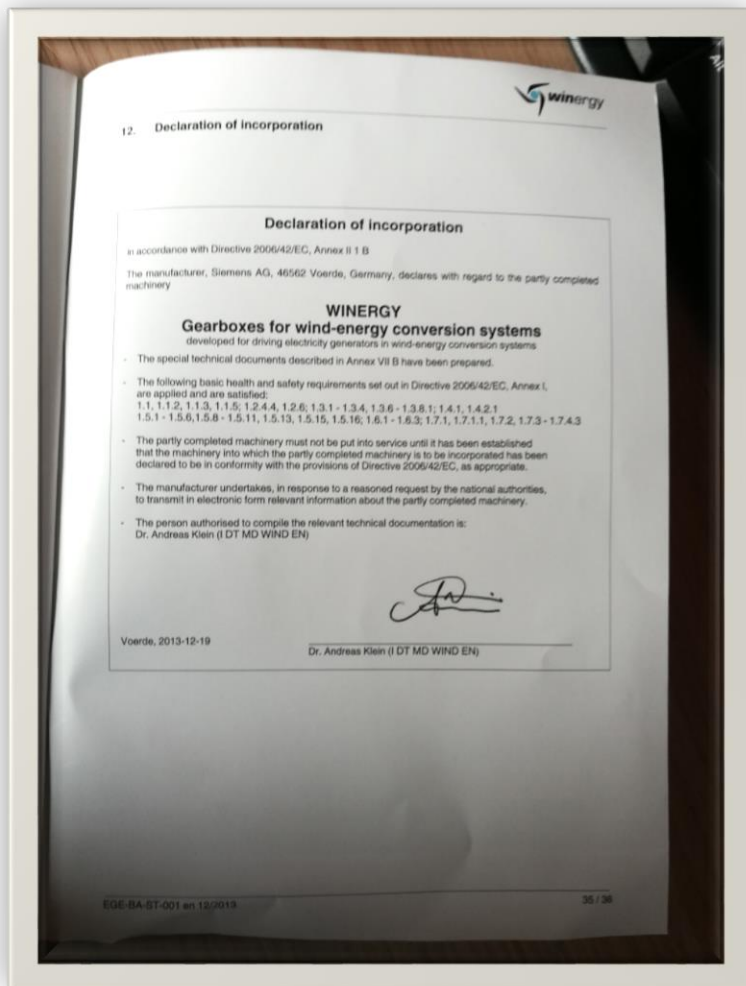 winergy
12. Declaration of incorporation
Declaration of incorporation
in accordance with Directive 2006/42/EC, Annex II 1 B
The manufacturer, Siemens AG, 46562 Voerde, Germany, declares with regard to the partly completed
machinery
WINERGY
Gearboxes for wind-energy conversion systems
developed for driving electricity generators in wind-energy conversion systems
- The special technical documents described in Annex VII B have been prepared.
- The following basic health and safety requirements set out in Directive 2006/42/EC, Annex I,
are applied and are satisfied:
1.1, 1.1.2, 1.1.3, 1.1.5; 1.2.4.4, 1.2.6; 1.3.1 - 1.3.4, 1.3.6 - 1.3.8.1; 1.4.1, 1.4.2.1
1.5.1 - 1.5.6, 1.5.8 - 1.5.11, 1.5.13, 1.5.15, 1.5.16; 1.6.1 - 1.6.3; 1.7.1, 1.7.1.1, 1.7.2, 1.7.3 - 1.7.4.3
- The partly completed machinery must not be put into service until it has been established
that the machinery into which the partly completed machinery is to be incorporated has been
declared to be in conformity with the provisions of Directive 2006/42/EC, as appropriate.
- The manufacturer undertakes, in response to a reasoned request by the national authorities,
to transmit in electronic form relevant information about the partly completed machinery.
- The person authorised to compile the relevant technical documentation is:
Dr. Andreas Klein (I DT MD WIND EN)
Voerde, 2013-12-19
Dr. Andreas Klein (I DT MD WIND EN)
EGE-BA-ST-001 en 12/2013
35 / 36